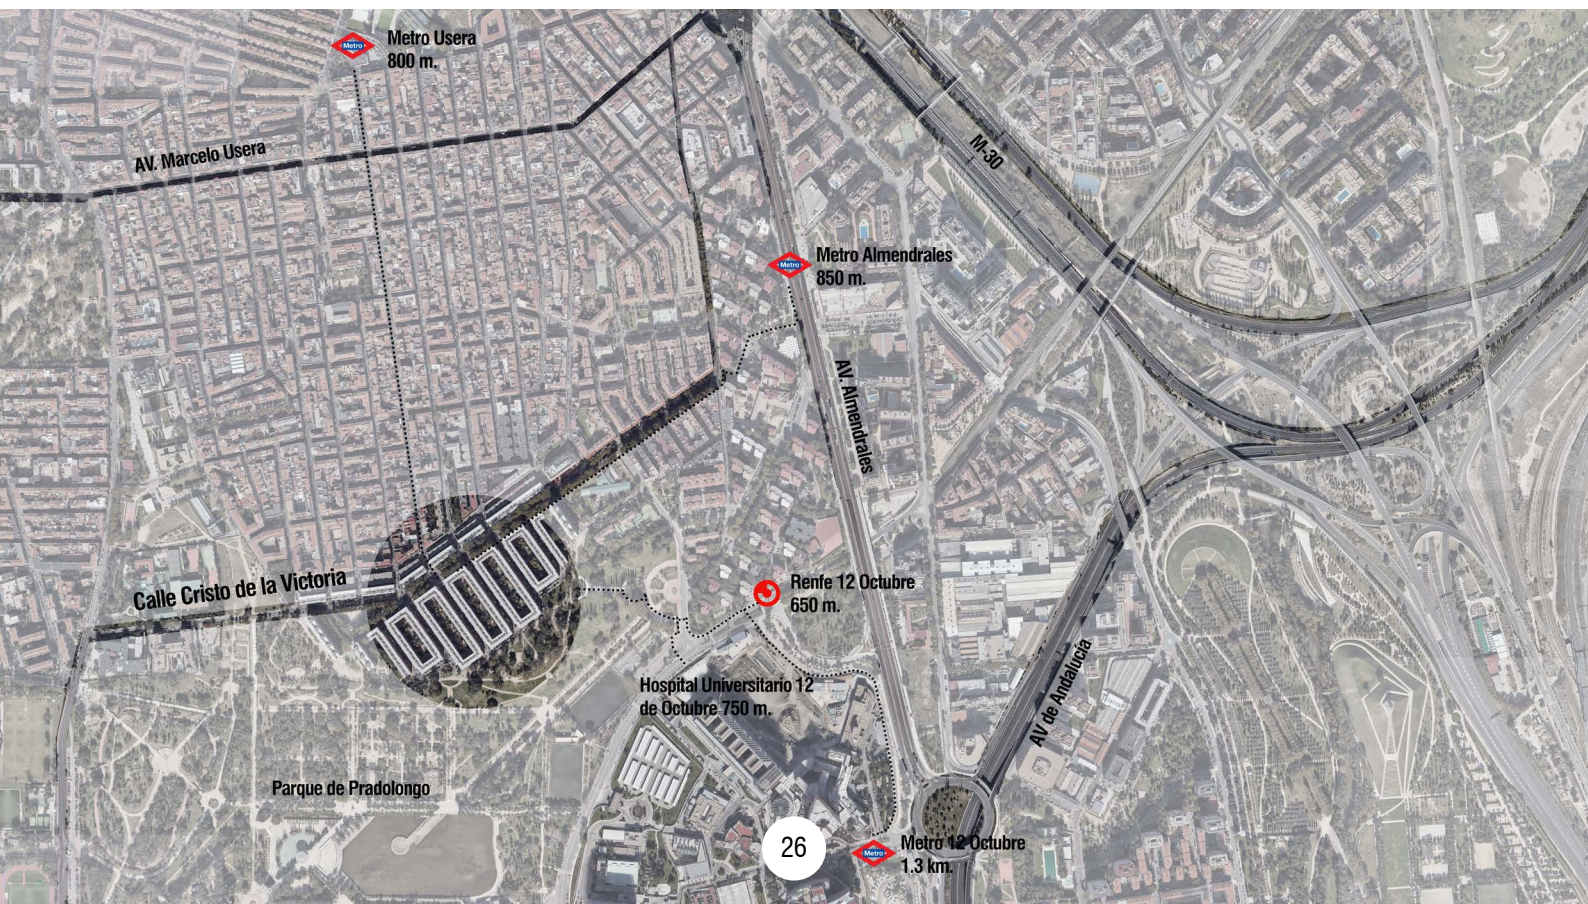 Metro
Metro Usera
800 m.
AV. Marcelo Usera
M-30
Metro
Metro Almendrales
850 m.
AV. Almendrales
Calle Cristo de la Victoria
Renfe 12 Octubre
650 m.
Hospital Universitario 12
de Octubre 750 m.
AV de Andalucía
Parque de Pradolongo
26
Metro
Metro 12 Octubre
1.3 km.